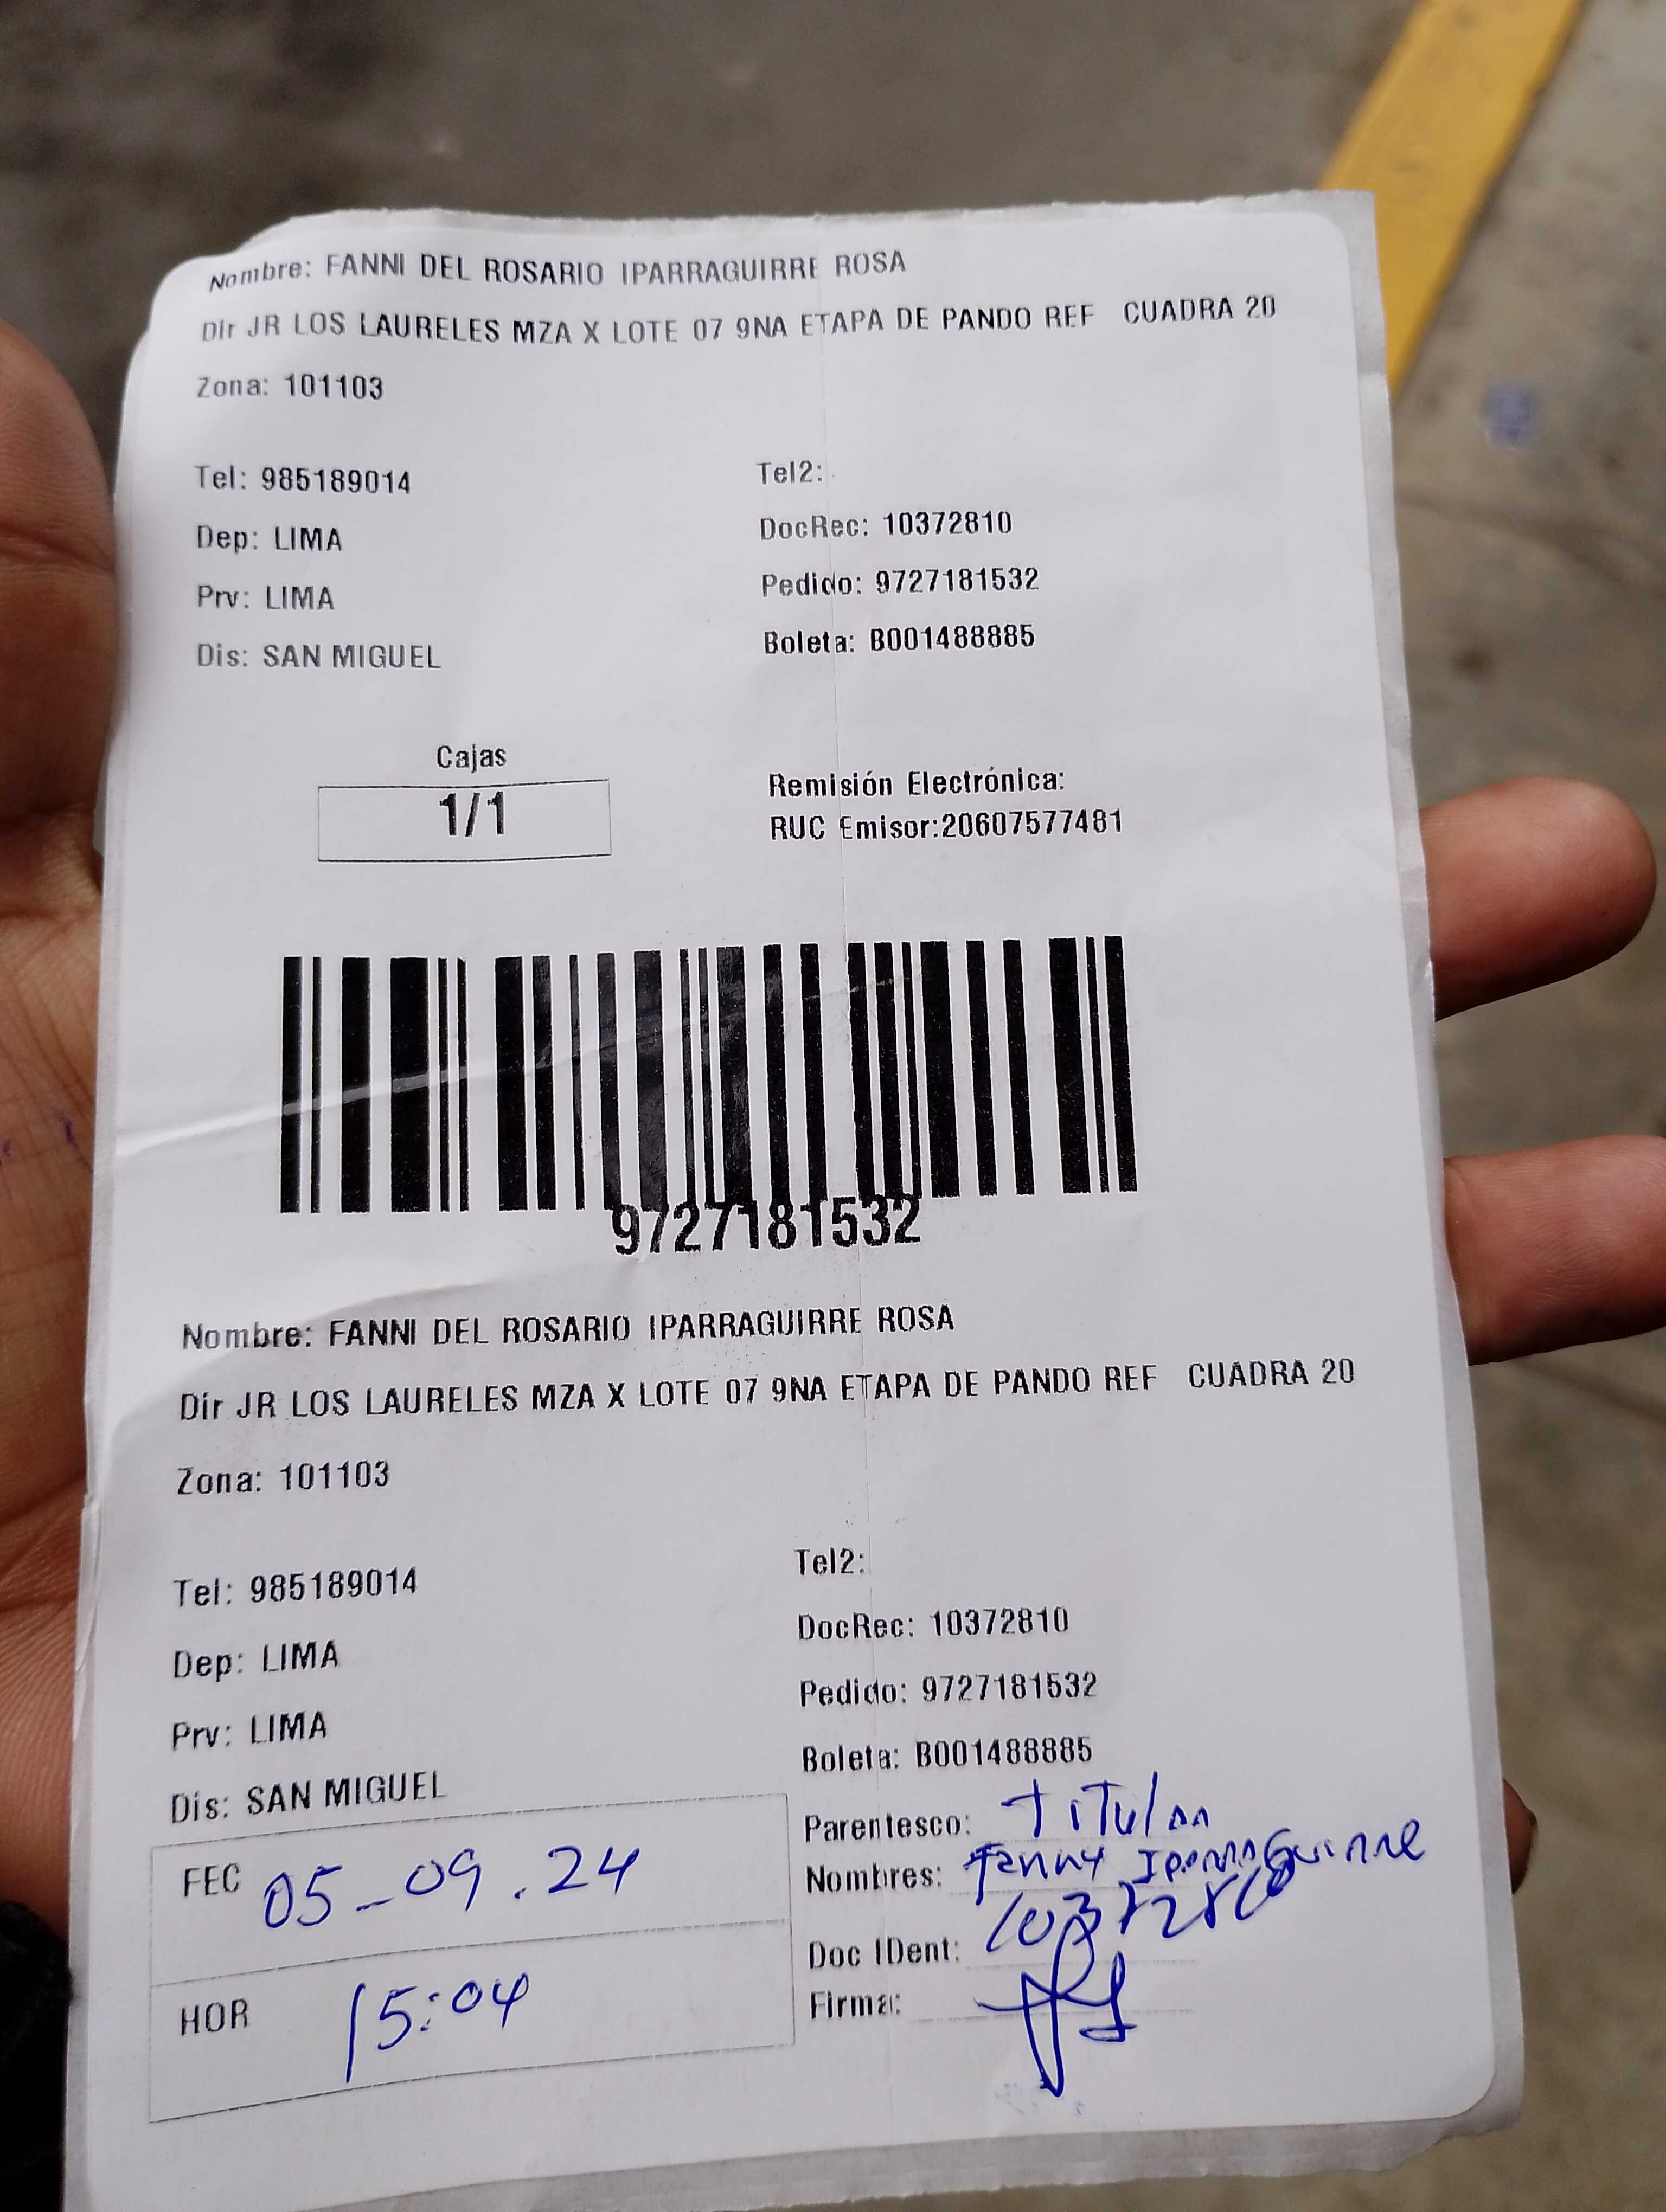 Nombre: FANNI DEL ROSARIO IPARRAGUIRRE ROSA
Dir JR LOS LAURELES MZA X LOTE 07 9NA ETAPA DE PANDO REF CUADRA 20
Zona: 101103
Tel: 985189014
Tel2:
Dep: LIMA
DocRec: 10372810
Prv: LIMA
Pedido: 9727181532
Dis: SAN MIGUEL
Boleta: B001488885
Cajas
1/1
Remisión Electrónica:
RUC Emisor:20607577481
9727181532
Nombre: FANNI DEL ROSARIO IPARRAGUIRRE ROSA
Dir JR LOS LAURELES MZA X LOTE 07 9NA ETAPA DE PANDO REF CUADRA 20
Zona: 101103
Tel: 985189014
Tel2:
Dep: LIMA
DocRec: 10372810
Prv: LIMA
Pedido: 9727181532
Dis: SAN MIGUEL
Boleta: B001488885
FEC 05-09.24
HOR 15:04
Parentesco: Titular
Nombres: Fanny Iparraguirre
Doc IDent:
Firma: